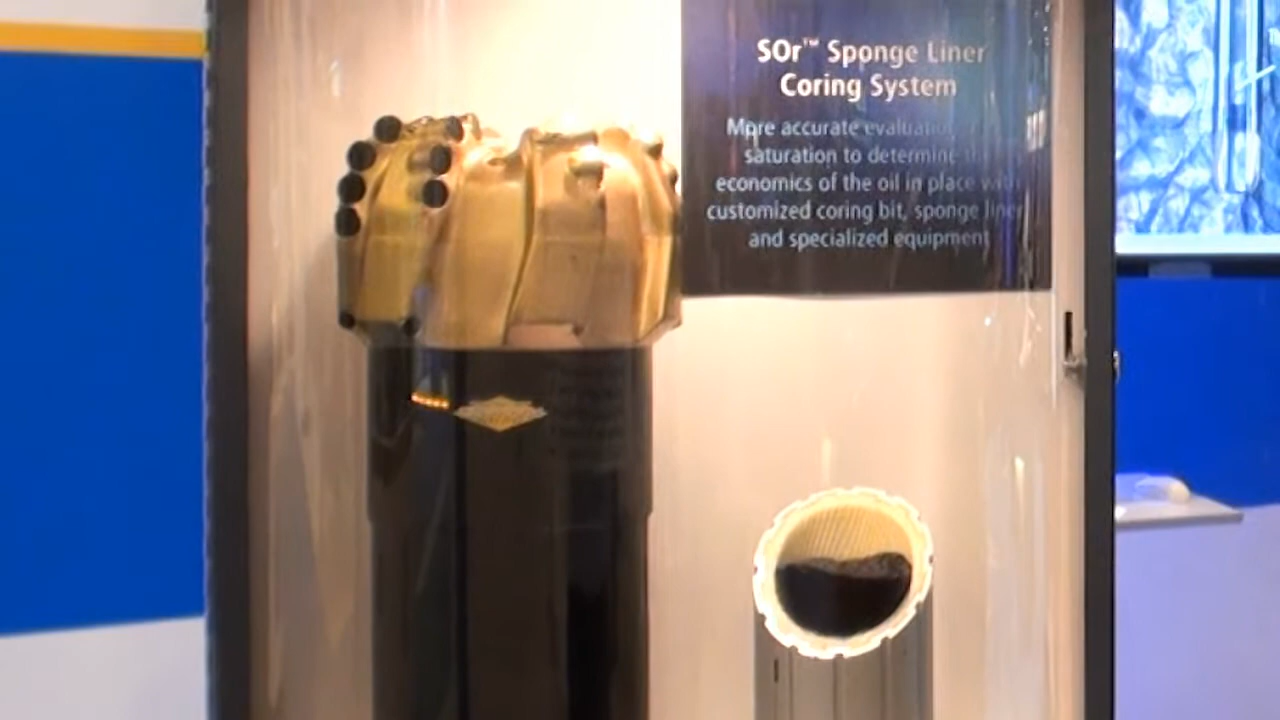 SOr™ Sponge Liner
Coring System
More accurate evaluation
saturation to determine the
economics of the oil in place with
customized coring bit, sponge liner
and specialized equipment